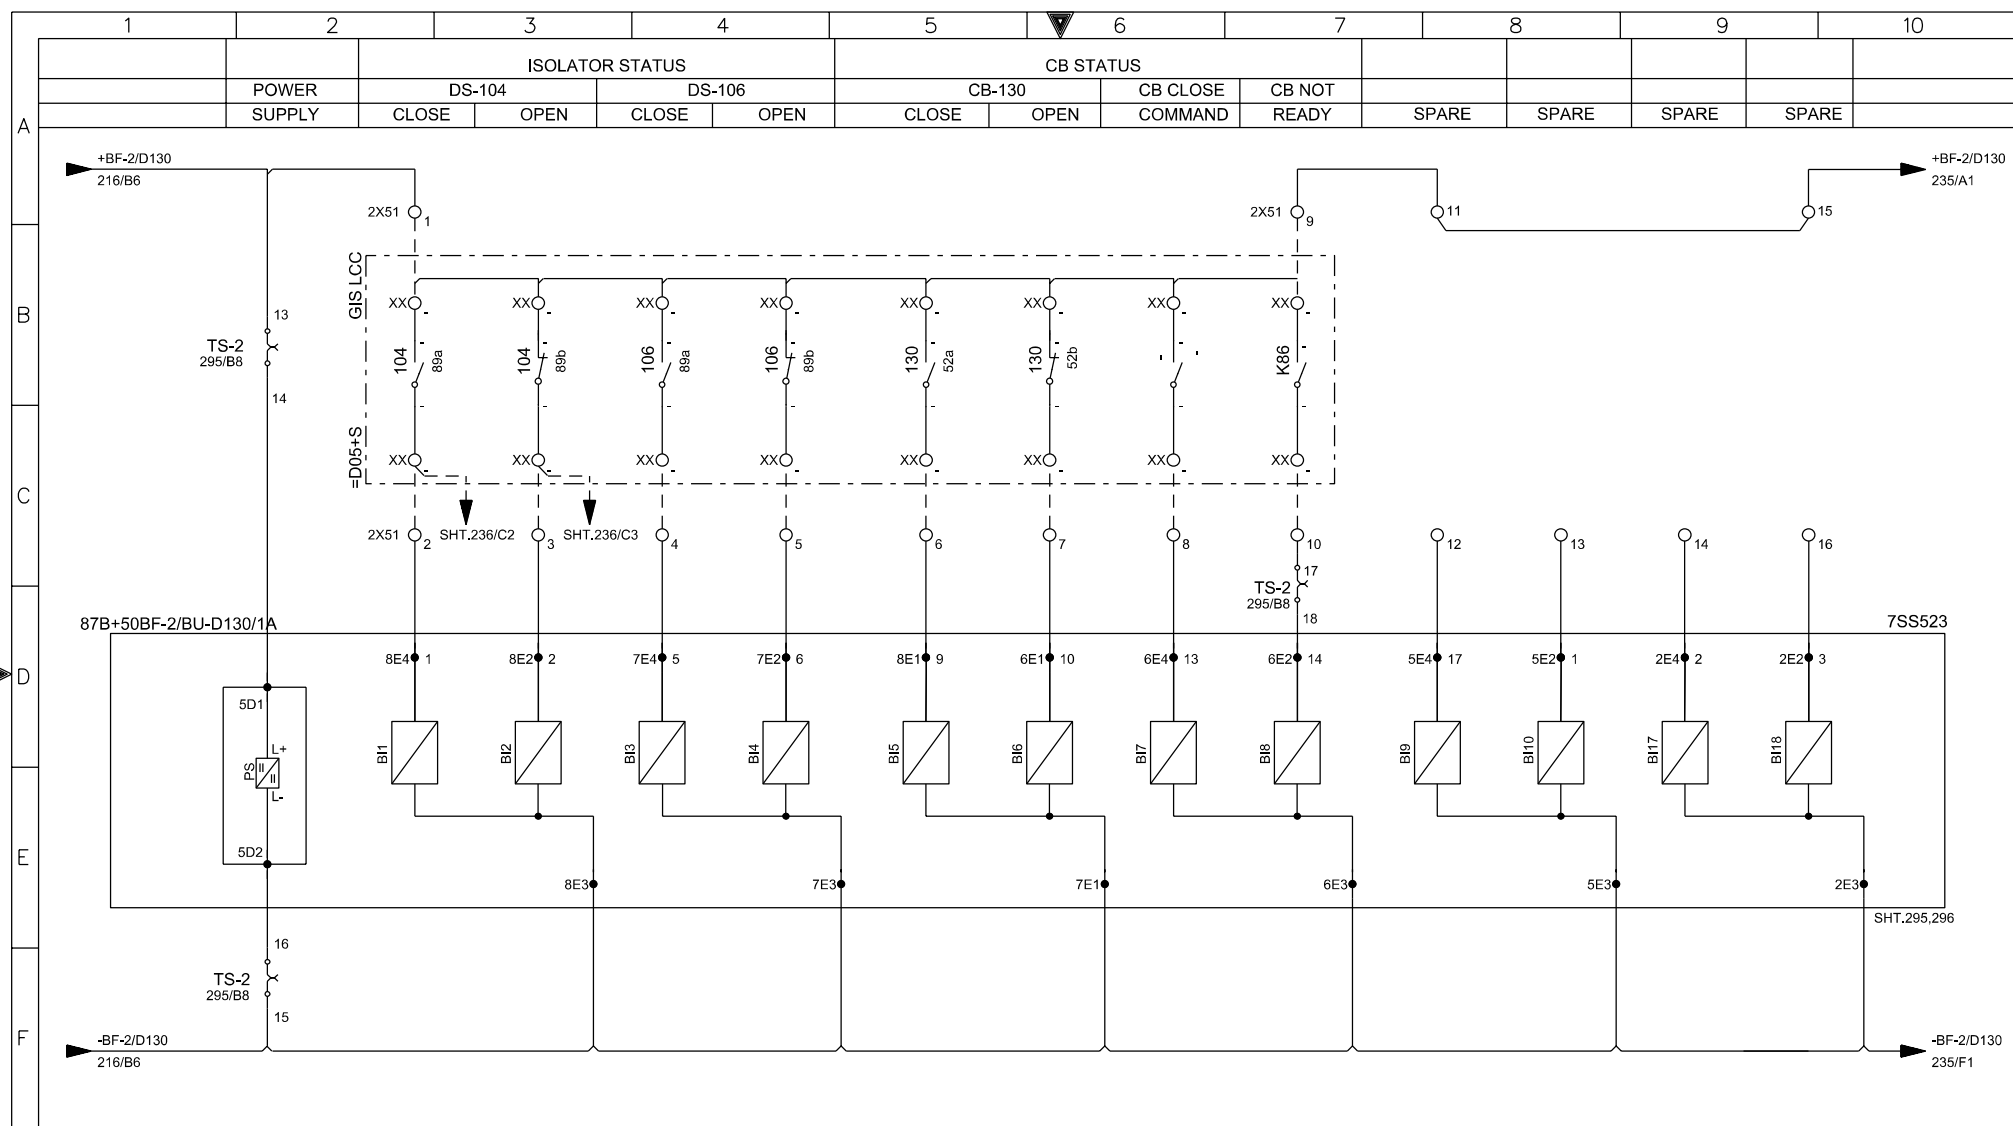 1 2 3 4 5 6 7 8 9 10
ISOLATOR STATUS CB STATUS
POWER DS-104 DS-106 CB-130 CB CLOSE CB NOT
SUPPLY CLOSE OPEN CLOSE OPEN CLOSE OPEN COMMAND READY SPARE SPARE SPARE SPARE
A
+BF-2/D130 +BF-2/D130
216/B6 235/A1
2X51 1 2X51 9 11 15
GIS LCC
B
XX XX XX XX XX XX XX XX
13
TS-2
295/B8
14
104 89a 104 89b 106 89a 106 89b 130 52a 130 52b K86
=D05+S
XX XX XX XX XX XX XX XX
C
2X51 2 SHT.236/C2 3 SHT.236/C3 4 5 6 7 8 10 12 13 14 16
17
TS-2
295/B8
18
87B+50BF-2/BU-D130/1A 7SS523
D
8E4 1 8E2 2 7E4 5 7E2 6 8E1 9 6E1 10 6E4 13 6E2 14 5E4 17 5E2 1 2E4 2 2E2 3
5D1
L+
PS
L-
BI1 BI2 BI3 BI4 BI5 BI6 BI7 BI8 BI9 BI10 BI17 BI18
E
5D2
8E3 7E3 7E1 6E3 5E3 2E3
SHT.295,296
16
TS-2
295/B8
15
F
-BF-2/D130 -BF-2/D130
216/B6 235/F1